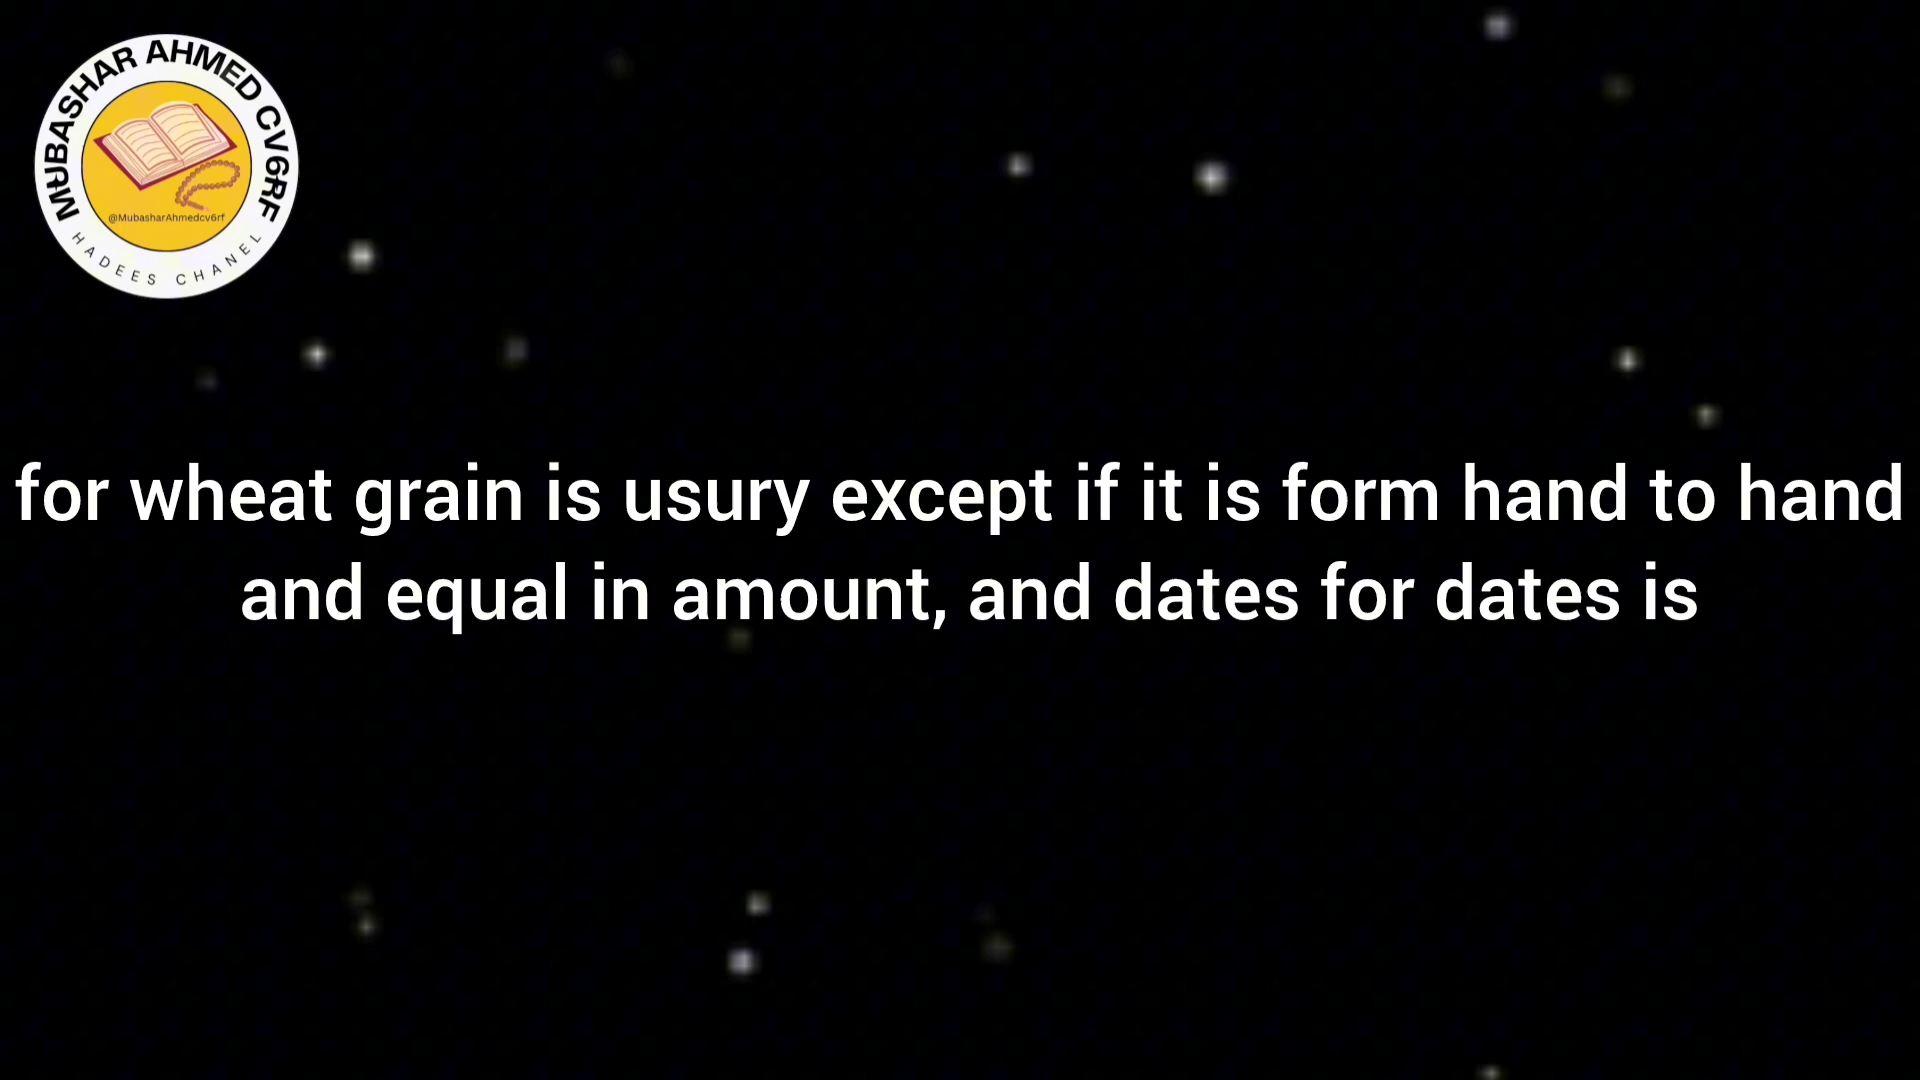 MUBASHAR AHMED CV6RF
@MubasharAhmedcv6rf
HADEES CHANEL
for wheat grain is usury except if it is form hand to hand
and equal in amount, and dates for dates is